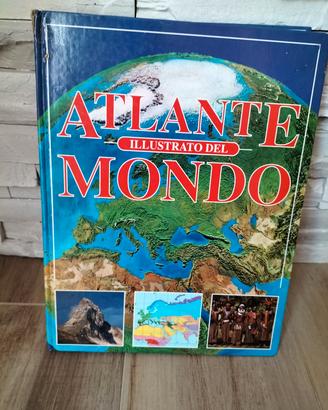 ATLANTE
ILLUSTRATO DEL
MONDO